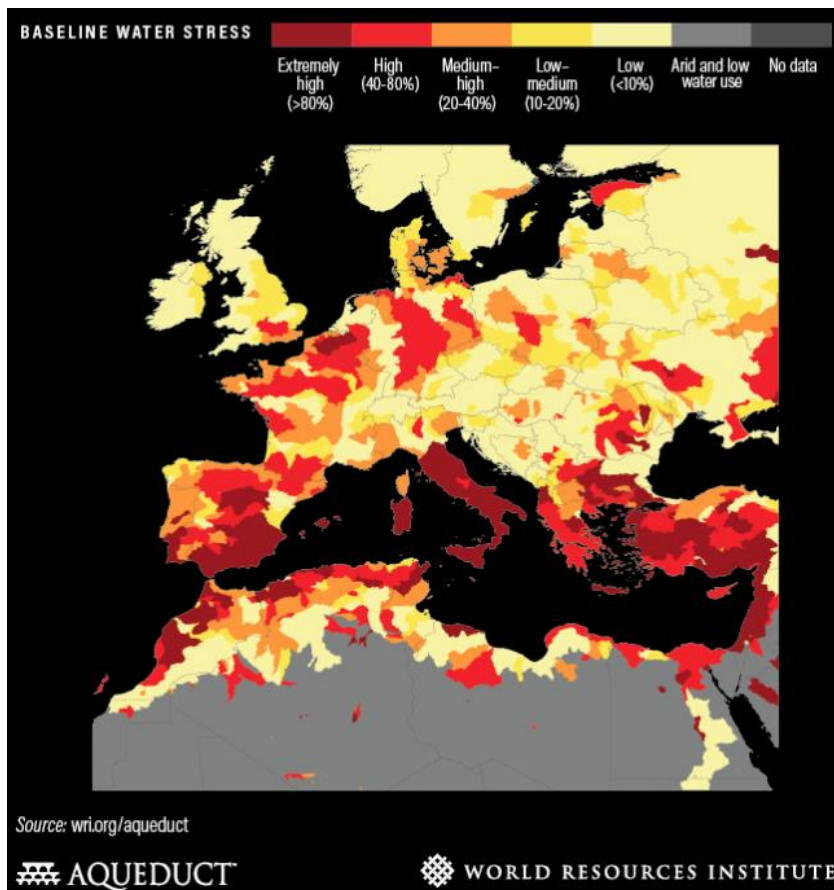 BASELINE WATER STRESS
Extremely
high
(>80%)
High
(40-80%)
Medium–
high
(20-40%)
Low–
medium
(10-20%)
Low
(<10%)
Arid and low
water use
No data
Source: wri.org/aqueduct
AQUEDUCT™
WORLD RESOURCES INSTITUTE